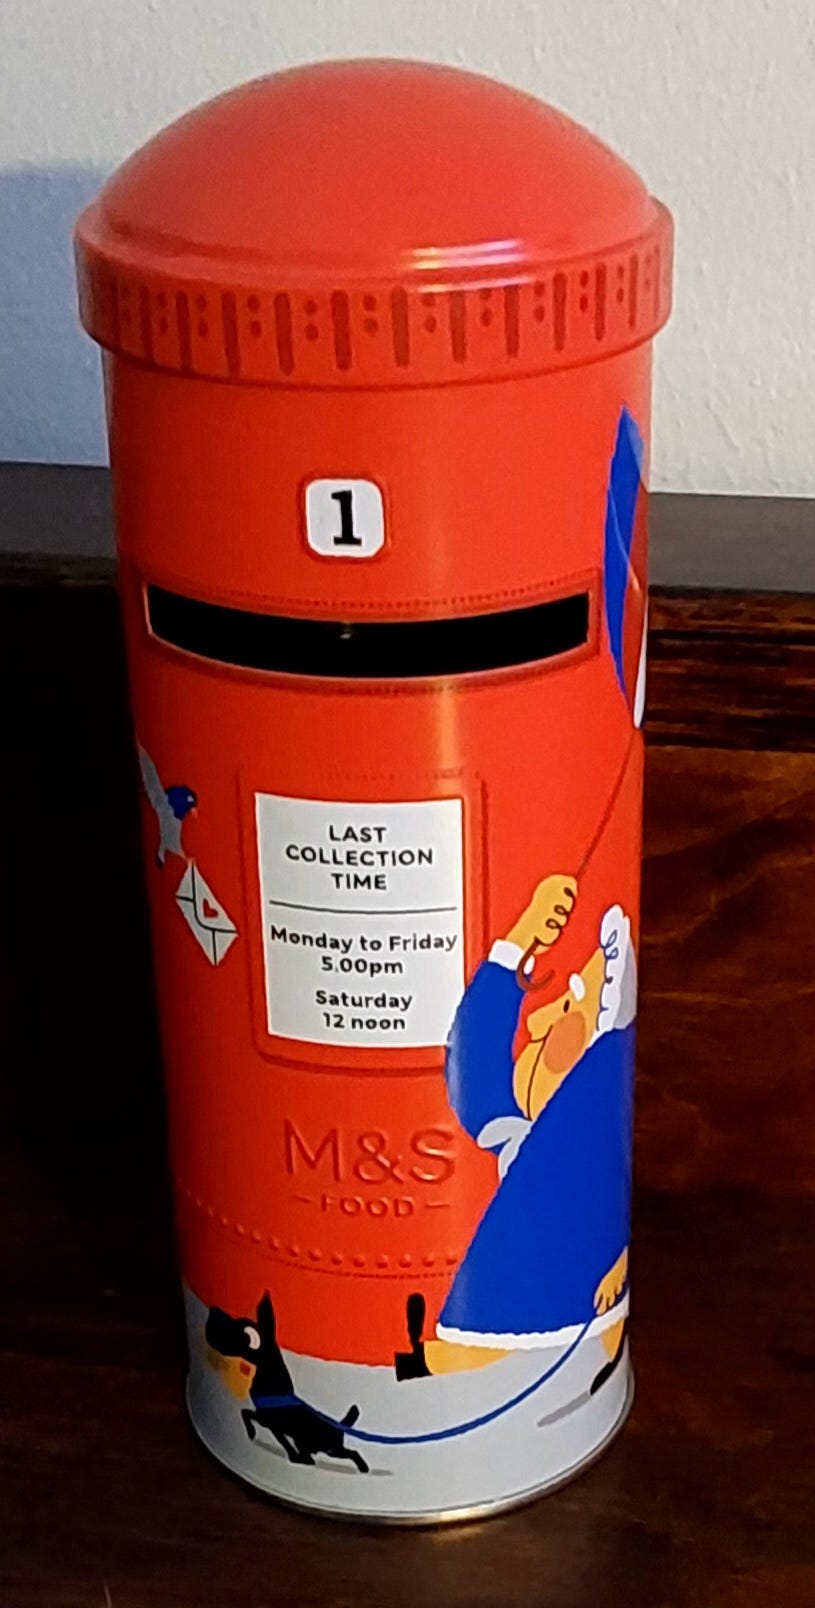 1
LAST
COLLECTION
TIME
Monday to Friday
5.00pm
Saturday
12 noon
M&S
— FOOD —